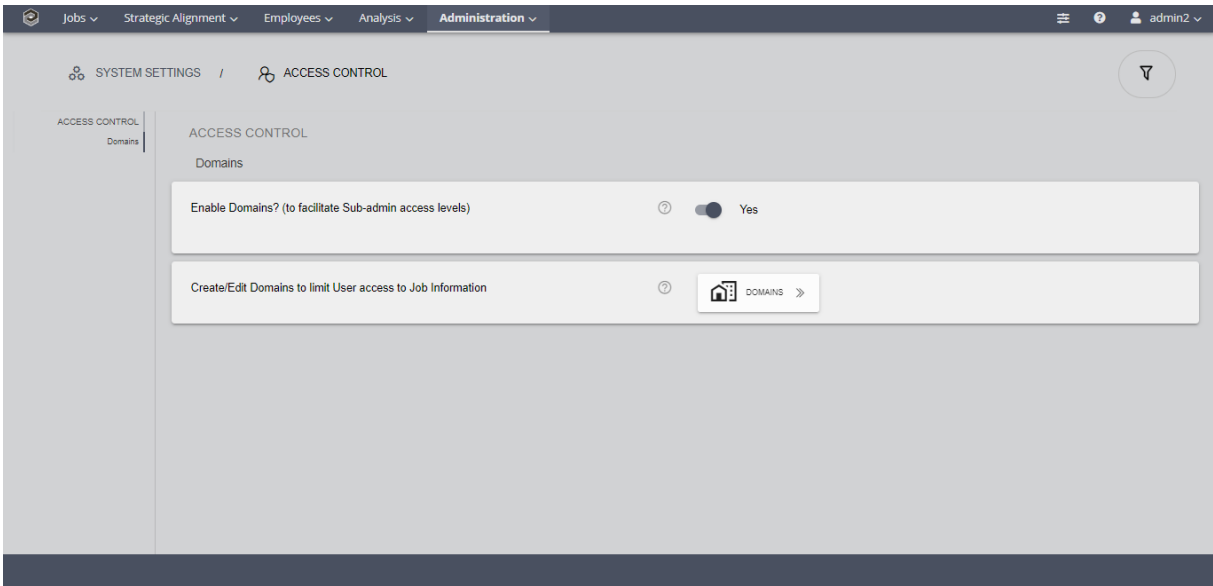 Jobs Strategic Alignment Employees Analysis Administration admin2
SYSTEM SETTINGS / ACCESS CONTROL
ACCESS CONTROL
Domains
ACCESS CONTROL
Domains
Enable Domains? (to facilitate Sub-admin access levels) Yes
Create/Edit Domains to limit User access to Job Information DOMAINS